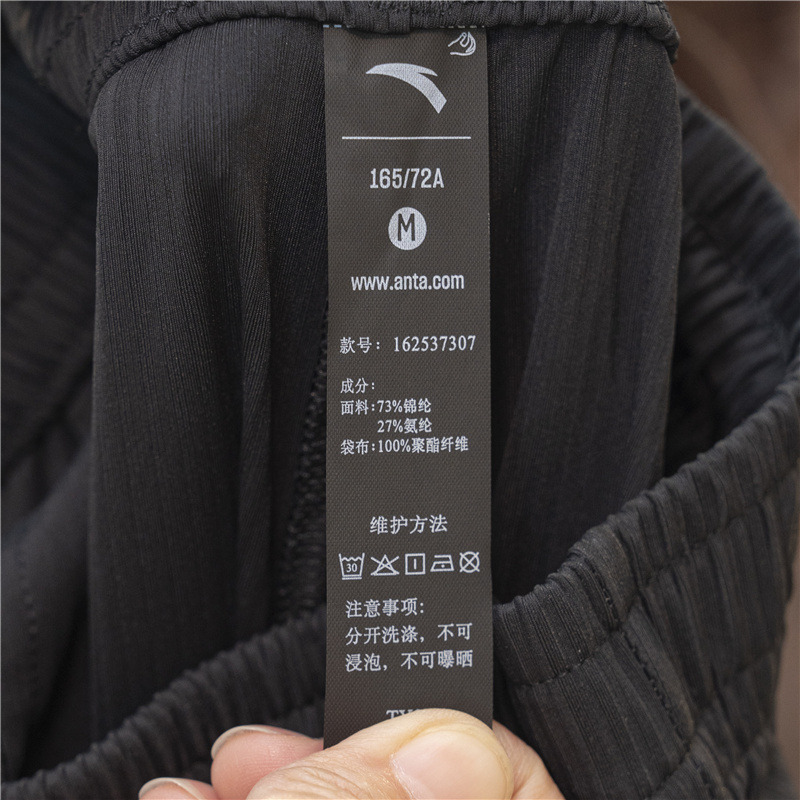 165/72A
M
www.anta.com
款号: 162537307
成分:
面料:73%锦纶
27%氨纶
袋布:100%聚酯纤维
维护方法
30
注意事项:
分开洗涤，不可
浸泡，不可曝晒